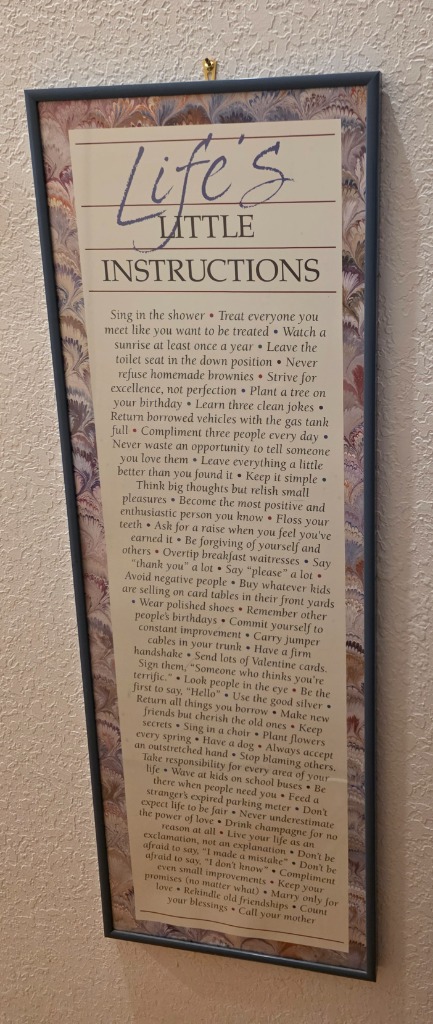 Life's
LITTLE
INSTRUCTIONS
Sing in the shower • Treat everyone you
meet like you want to be treated • Watch a
sunrise at least once a year • Leave the
toilet seat in the down position • Never
refuse homemade brownies • Strive for
excellence, not perfection • Plant a tree on
your birthday • Learn three clean jokes •
Return borrowed vehicles with the gas tank
full • Compliment three people every day •
Never waste an opportunity to tell someone
you love them • Leave everything a little
better than you found it • Keep it simple •
Think big thoughts but relish small
pleasures • Become the most positive and
enthusiastic person you know • Floss your
teeth • Ask for a raise when you feel you've
earned it • Be forgiving of yourself and
others • Overtip breakfast waitresses • Say
"thank you" a lot • Say "please" a lot •
Avoid negative people • Buy whatever kids
are selling on card tables in their front yards
• Wear polished shoes • Remember other
people's birthdays • Commit yourself to
constant improvement • Carry jumper
cables in your trunk • Have a firm
handshake • Send lots of Valentine cards.
Sign them, "Someone who thinks you're
terrific." • Look people in the eye • Be the
first to say, "Hello" • Use the good silver •
Return all things you borrow • Make new
friends but cherish the old ones • Keep
secrets • Sing in a choir • Plant flowers
every spring • Have a dog • Always accept
an outstretched hand • Stop blaming others.
Take responsibility for every area of your
life • Wave at kids on school buses • Be
there when people need you • Feed a
stranger's expired parking meter • Don't
expect life to be fair • Never underestimate
the power of love • Drink champagne for no
reason at all • Live your life as an
exclamation, not an explanation • Don't be
afraid to say, "I made a mistake" • Don't be
afraid to say, "I don't know" • Compliment
even small improvements • Keep your
promises (no matter what) • Marry only for
love • Rekindle old friendships • Count
your blessings • Call your mother